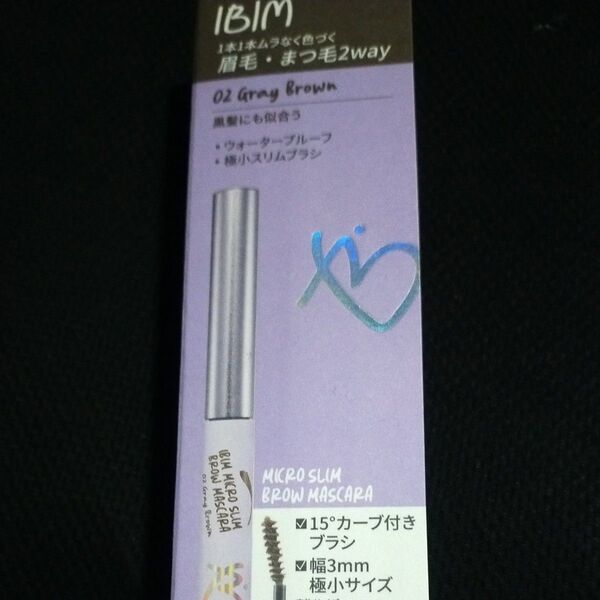 IBIM
1本1本ムラなく色づく
眉毛・まつ毛2way
02 Gray Brown
黒髪にも似合う
• ウォータープルーフ
• 極小スリムブラシ
IBIM MICRO SLIM
BROW MASCARA
02 Gray Brown
MICRO SLIM
BROW MASCARA
☑15°カーブ付き
ブラシ
☑幅3mm
極小サイズ